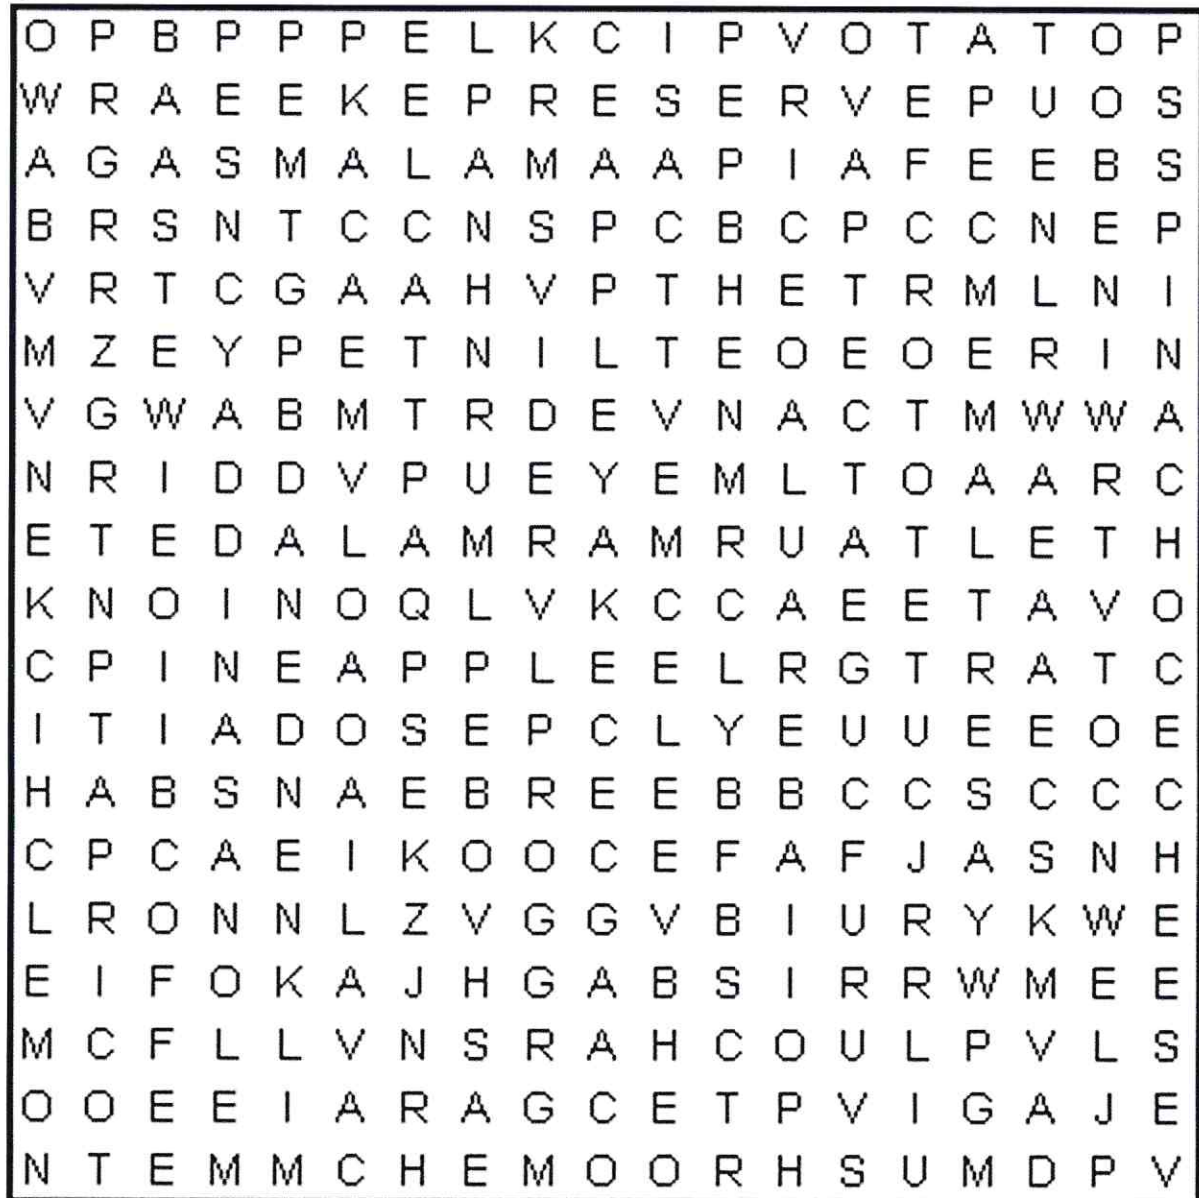 O P B P P P E L K C I P V O T A T O P
W R A E E K E P R E S E R V E P U O S
A G A S M A L A M A A P I A F E E B S
B R S N T C C N S P C B C P C C N E P
V R T C G A A H V P T H E T R M L N I
M Z E Y P E T N I L T E O E O E R I N
V G W A B M T R D E V N A C T M W W A
N R I D D V P U E Y E M L T O A A R C
E T E D A L A M R A M R U A T L E T H
K N O I N O Q L V K C C A E E T A V O
C P I N E A P P L E E L R G T R A T C
I T I A D O S E P C L Y E U U E E O E
H A B S N A E B R E E B B C C S C C C
C P C A E I K O O C E F A F J A S N H
L R O N N L Z V G G V B I U R Y K W E
E I F O K A J H G A B S I R R W M E E
M C F L L V N S R A H C O U L P V L S
O O E E I A R A G C E T P V I G A J E
N T E M M C H E M O O R H S U M D P V